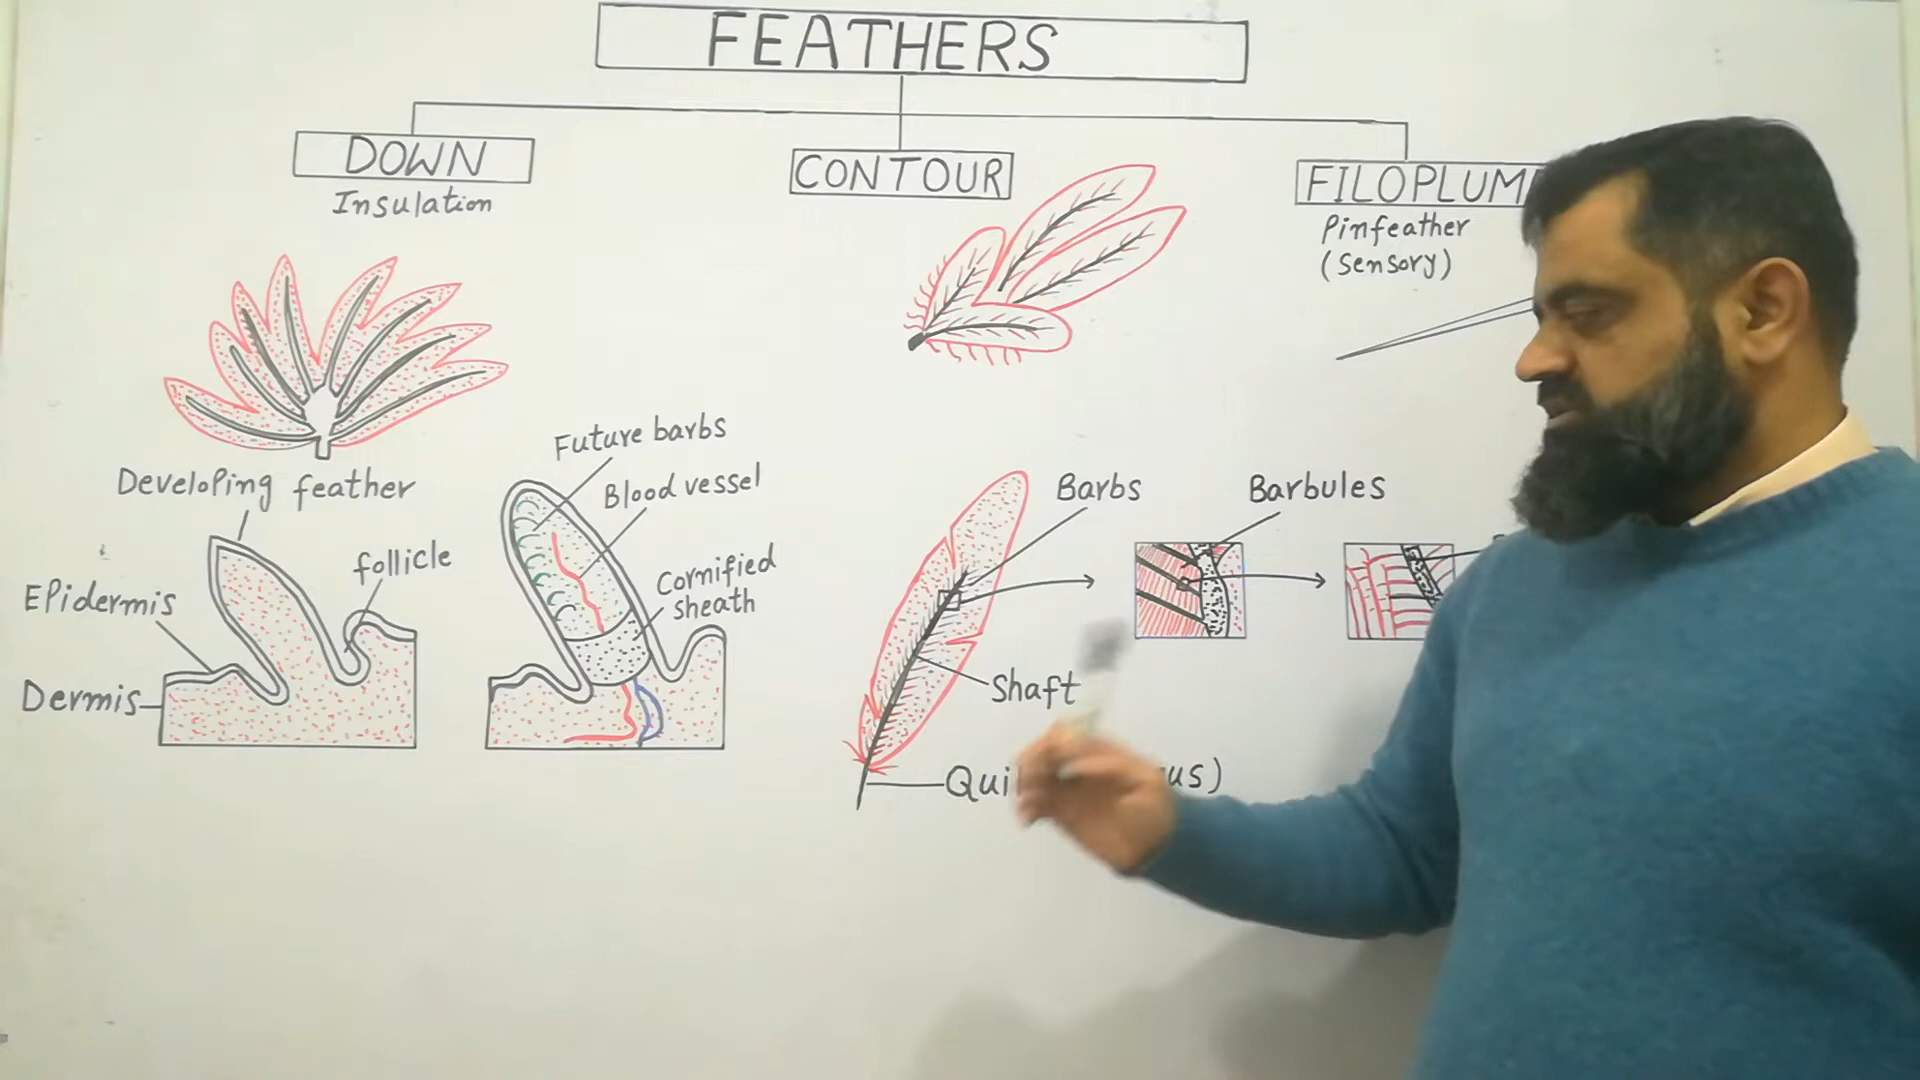 FEATHERS
DOWN
Insulation
CONTOUR
FILOPLUM
Pinfeather
(sensory)
Future barbs
Blood vessel
Developing feather
follicle
Cornified
sheath
Epidermis
Dermis
Barbs
Barbules
Shaft